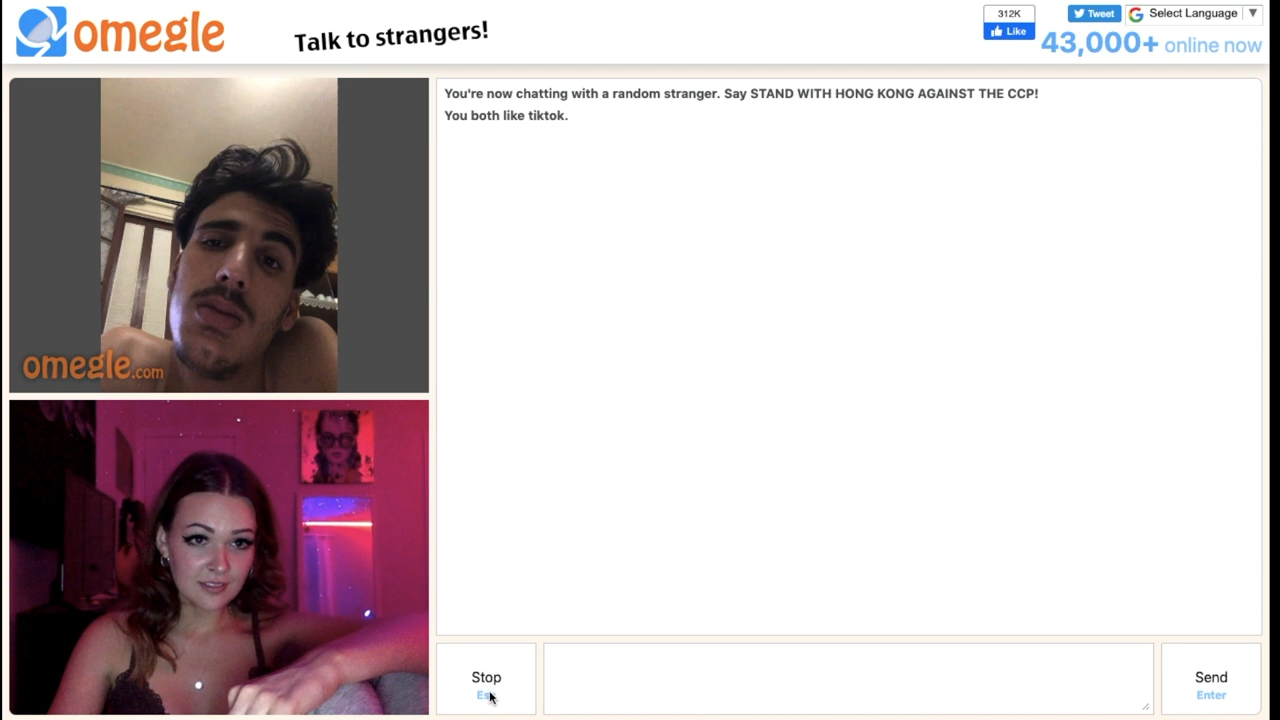 omegle
Talk to strangers!
312K
Like
Tweet
Select Language
43,000+ online now
You're now chatting with a random stranger. Say STAND WITH HONG KONG AGAINST THE CCP!
You both like tiktok.
omegle.com
Stop
Send
Enter